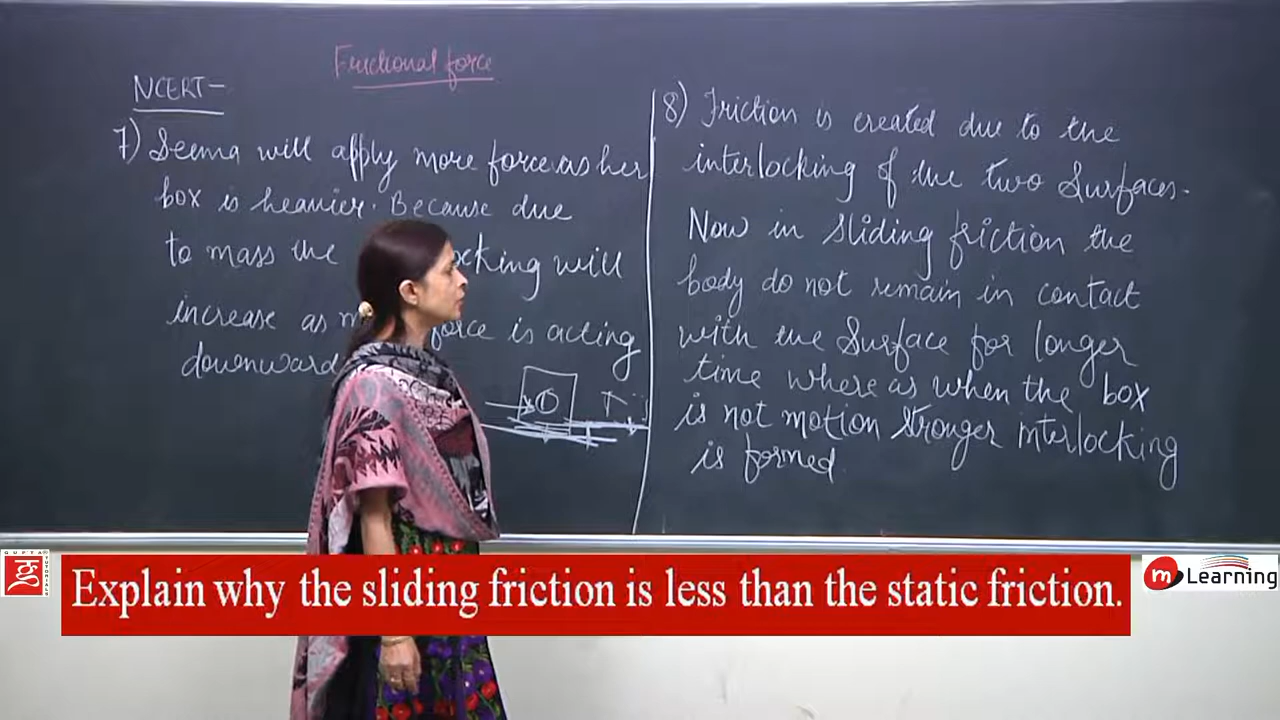 Frictional force
NCERT-
7) Seema will apply more force as her
box is heavier. Because due
to mass the ocking will
increase as m force is acting
downward
8) Friction is created due to the
interlocking of the two Surfaces.
Now in sliding friction the
body do not remain in contact
with the Surface for longer
time where as when the box
is not motion stronger interlocking
is formed.
Explain why the sliding friction is less than the static friction.
GUPTA
TUTORIALS
m Learning